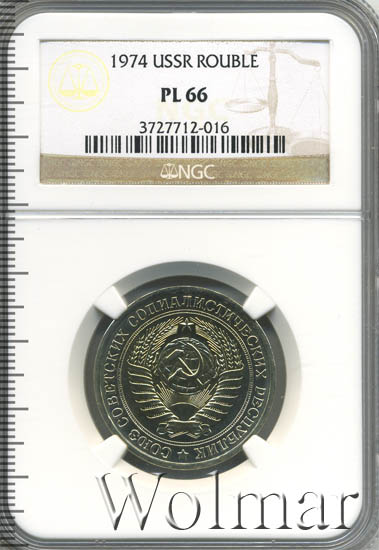 1974 USSR ROUBLE
PL 66
3727712-016
NGC
СОЮЗ СОВЕТСКИХ СОЦИАЛИСТИЧЕСКИХ РЕСПУБЛИК
Wolmar